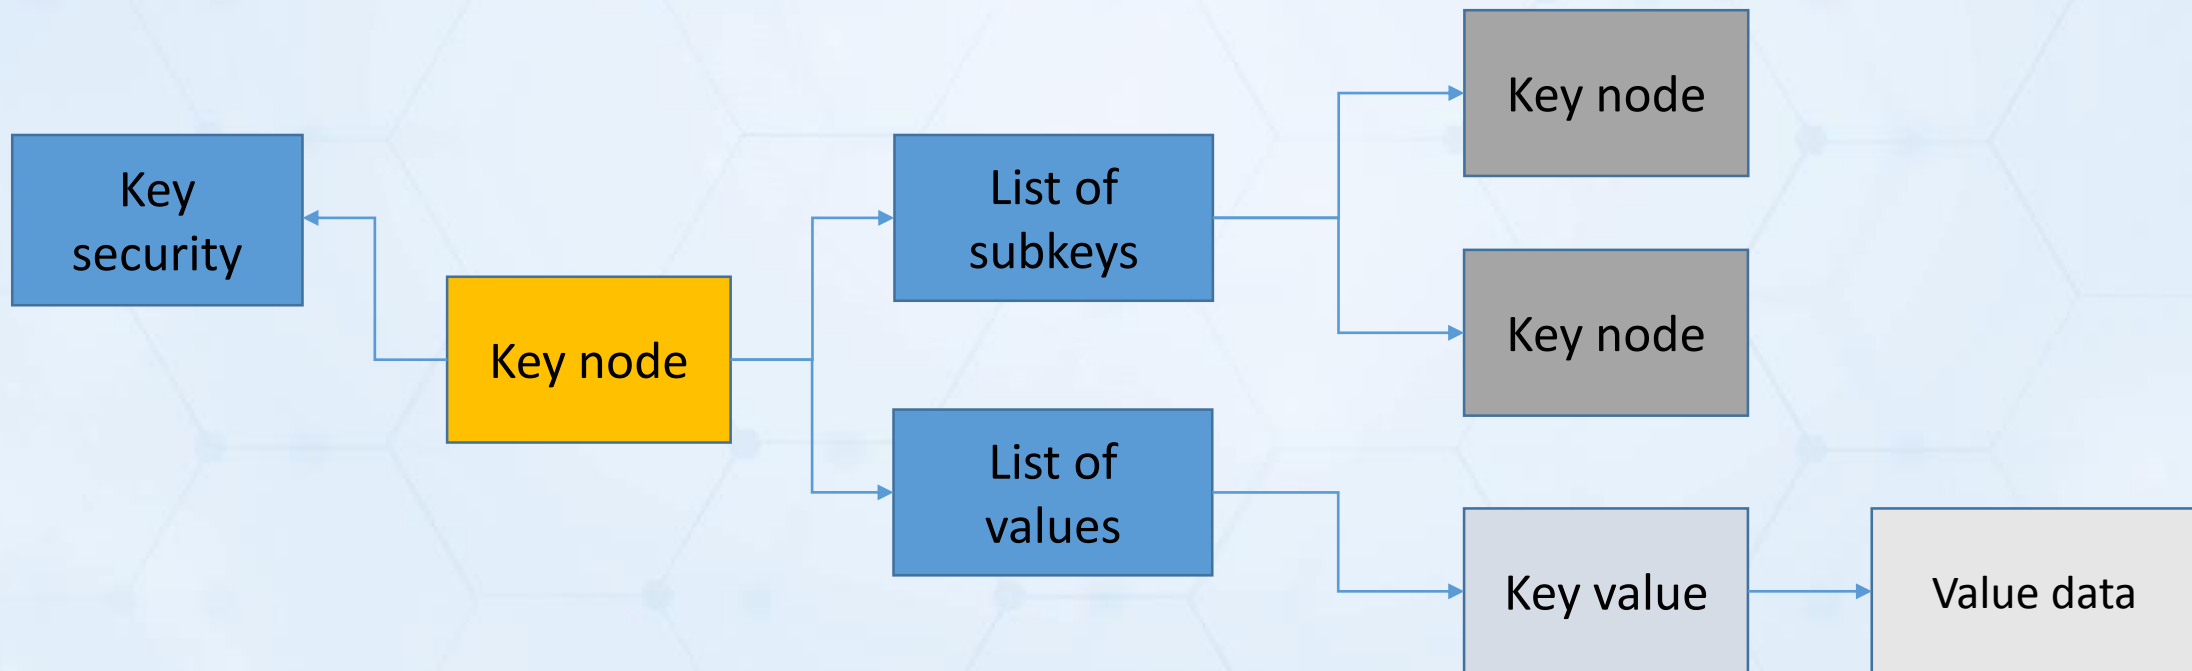 Key
security
Key node
List of
subkeys
List of
values
Key node
Key node
Key value
Value data